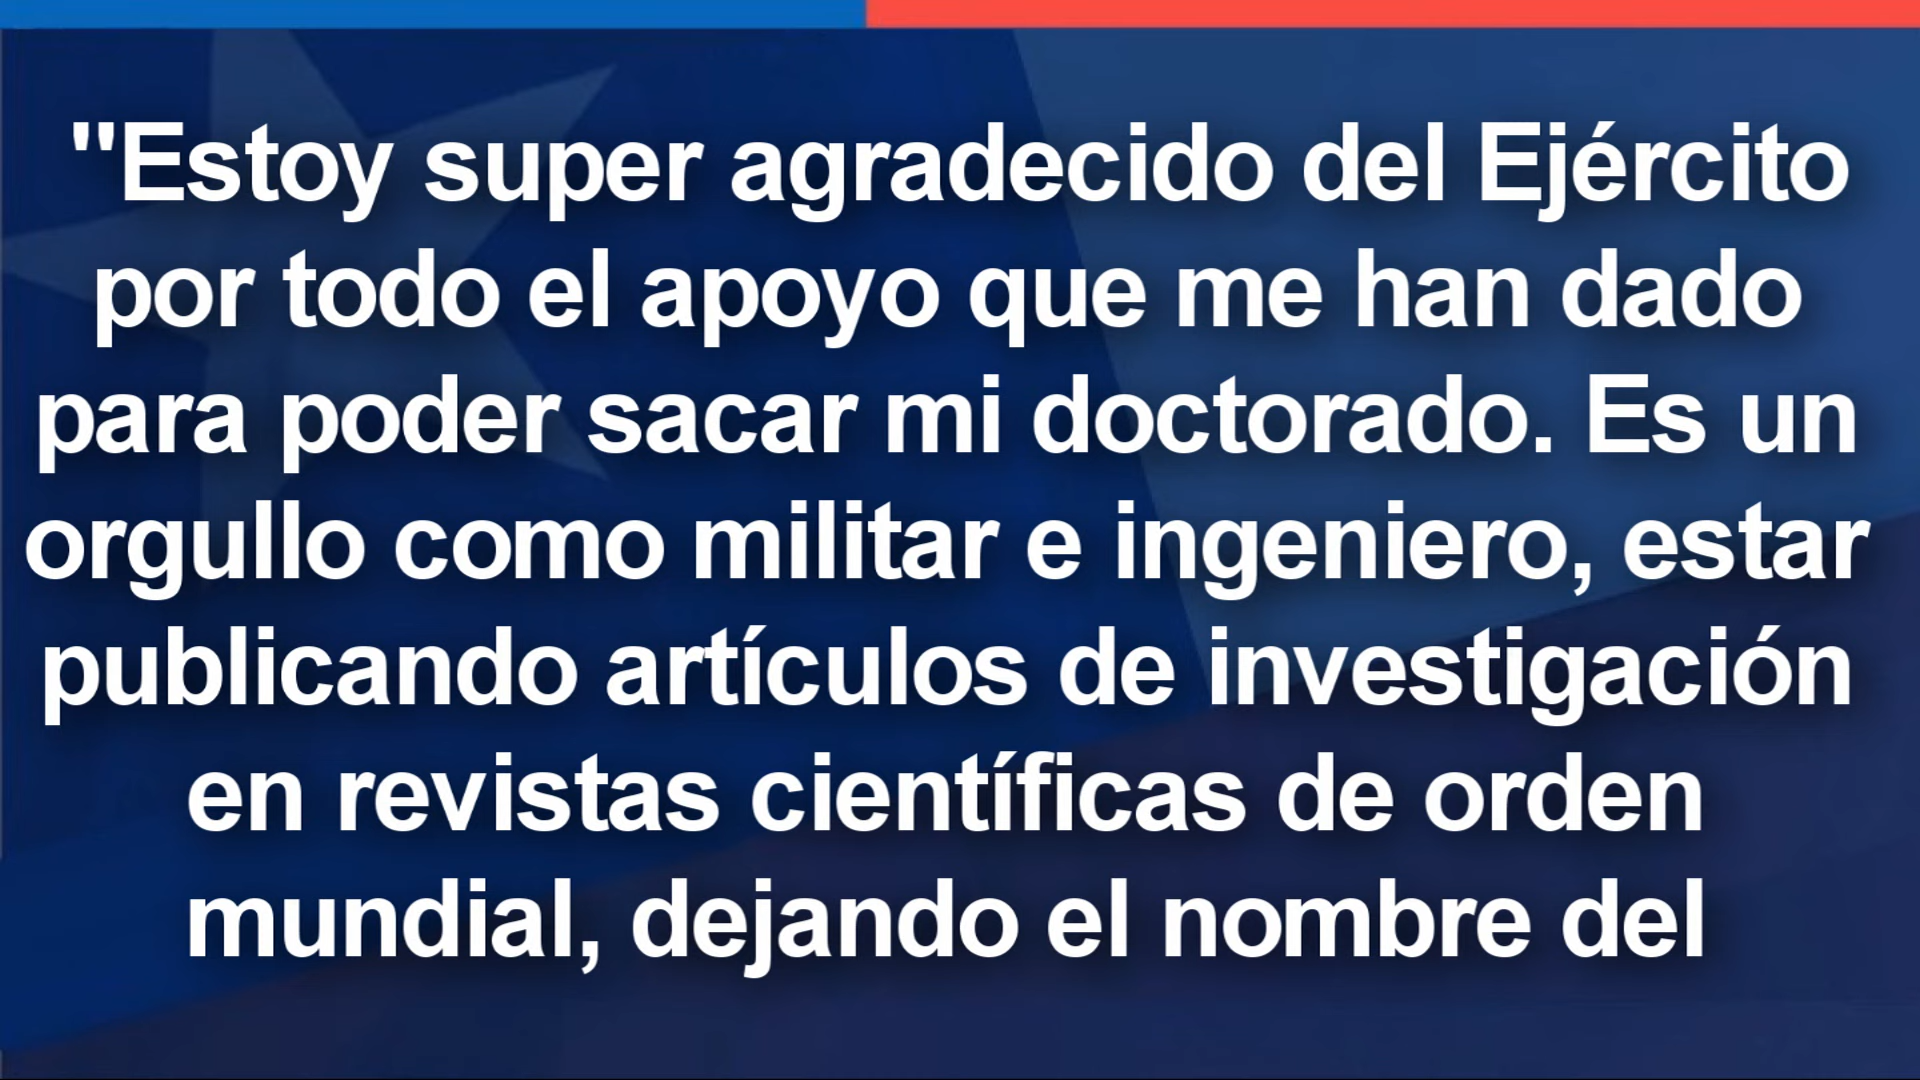 "Estoy super agradecido del Ejército
por todo el apoyo que me han dado
para poder sacar mi doctorado. Es un
orgullo como militar e ingeniero, estar
publicando artículos de investigación
en revistas científicas de orden
mundial, dejando el nombre del